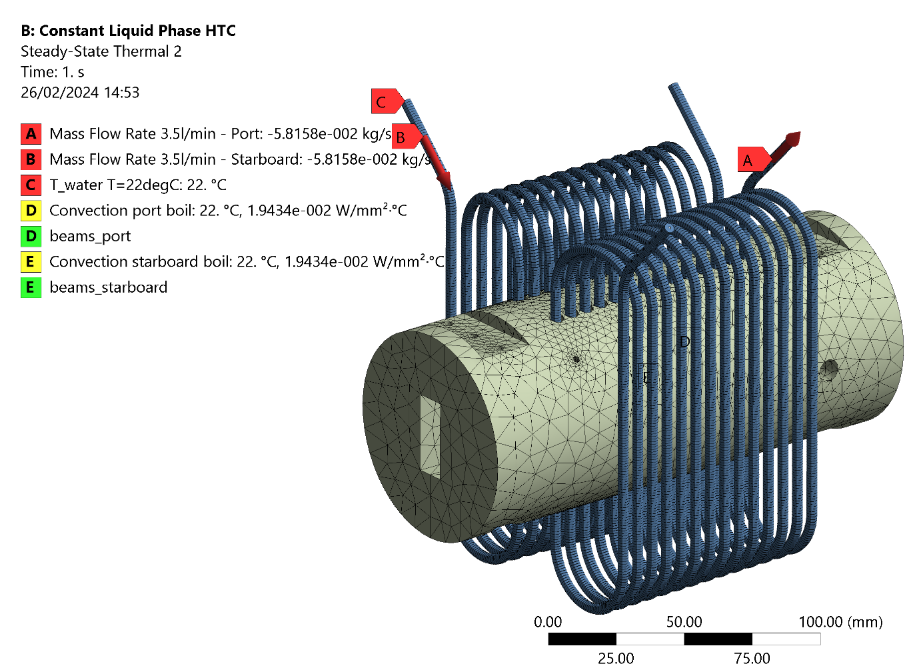 B: Constant Liquid Phase HTC
Steady-State Thermal 2
Time: 1. s
26/02/2024 14:53
A Mass Flow Rate 3.5l/min - Port: -5.8158e-002 kg/s
B Mass Flow Rate 3.5l/min - Starboard: -5.8158e-002 kg/s
C T_water T=22degC: 22. °C
D Convection port boil: 22. °C, 1.9434e-002 W/mm²·°C
D beams_port
E Convection starboard boil: 22. °C, 1.9434e-002 W/mm²·°C
E beams_starboard
C
B
A
D
E
0.00 50.00 100.00 (mm)
25.00 75.00